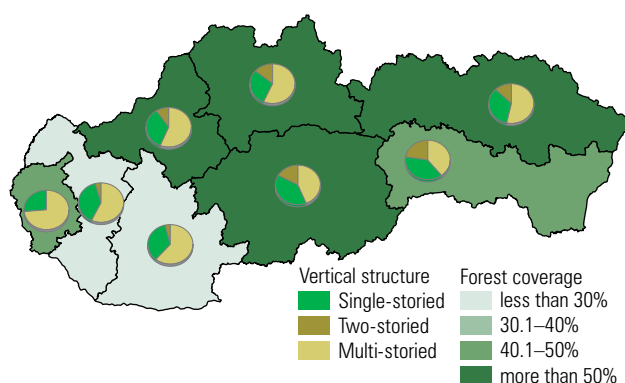 Vertical structure
Single-storied
Two-storied
Multi-storied
Forest coverage
less than 30%
30.1–40%
40.1–50%
more than 50%